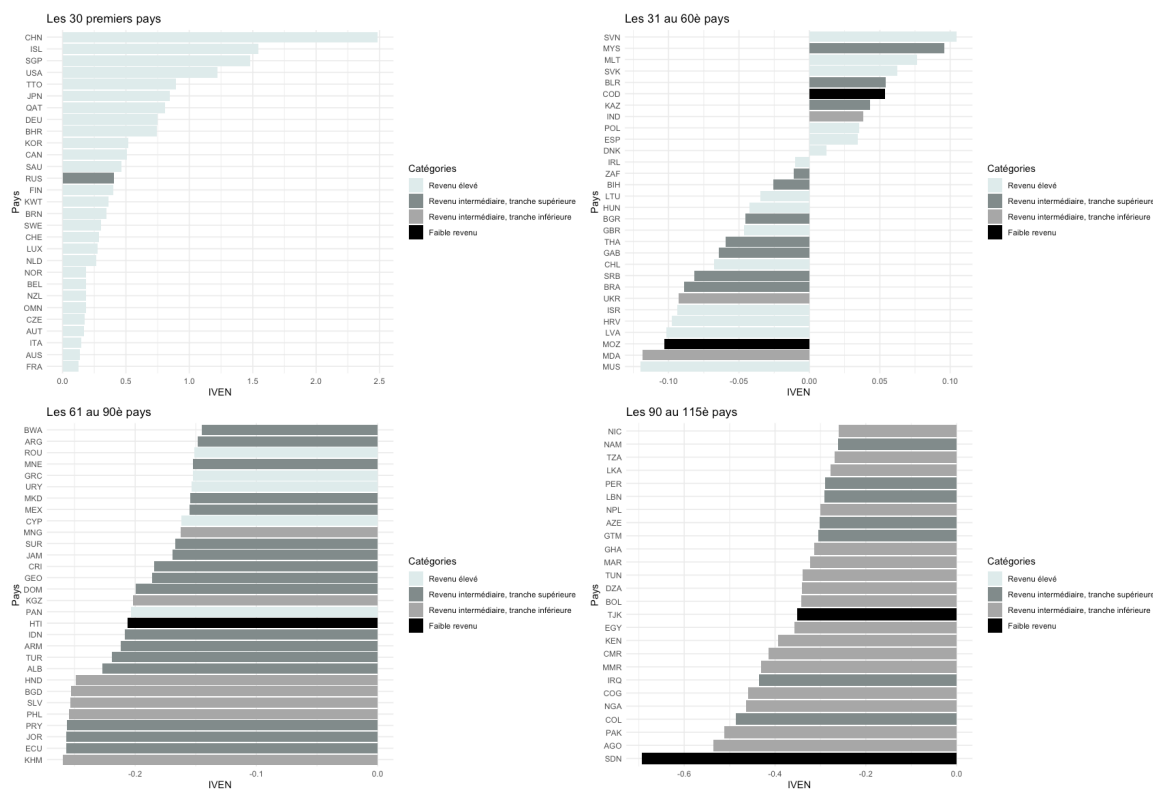 Les 30 premiers pays
CHN
ISL
SGP
USA
TTO
JPN
QAT
DEU
BHR
KOR
CAN
SAU
RUS
FIN
KWT
BRN
SWE
CHE
LUX
NLD
NOR
BEL
NZL
OMN
CZE
AUT
ITA
AUS
FRA
Pays
0.0 0.5 1.0 1.5 2.0 2.5
IVEN
Catégories
Revenu élevé
Revenu intermédiaire, tranche supérieure
Revenu intermédiaire, tranche inférieure
Faible revenu
Les 31 au 60è pays
SVN
MYS
MLT
SVK
BLR
COD
KAZ
IND
POL
ESP
DNK
IRL
ZAF
BIH
LTU
HUN
BGR
GBR
THA
GAB
CHL
SRB
BRA
UKR
ISR
HRV
LVA
MOZ
MDA
MUS
Pays
-0.10 -0.05 0.00 0.05 0.10
IVEN
Catégories
Revenu élevé
Revenu intermédiaire, tranche supérieure
Revenu intermédiaire, tranche inférieure
Faible revenu
Les 61 au 90è pays
BWA
ARG
ROU
MNE
GRC
URY
MKD
MEX
CYP
MNG
SUR
JAM
CRI
GEO
DOM
KGZ
PAN
HTI
IDN
ARM
TUR
ALB
HND
BGD
SLV
PHL
PRY
JOR
ECU
KHM
Pays
-0.2 -0.1 0.0
IVEN
Catégories
Revenu élevé
Revenu intermédiaire, tranche supérieure
Revenu intermédiaire, tranche inférieure
Faible revenu
Les 90 au 115è pays
NIC
NAM
TZA
LKA
PER
LBN
NPL
AZE
GTM
GHA
MAR
TUN
DZA
BOL
TJK
EGY
KEN
CMR
MMR
IRQ
COG
NGA
COL
PAK
AGO
SDN
Pays
-0.6 -0.4 -0.2 0.0
IVEN
Catégories
Revenu élevé
Revenu intermédiaire, tranche supérieure
Revenu intermédiaire, tranche inférieure
Faible revenu